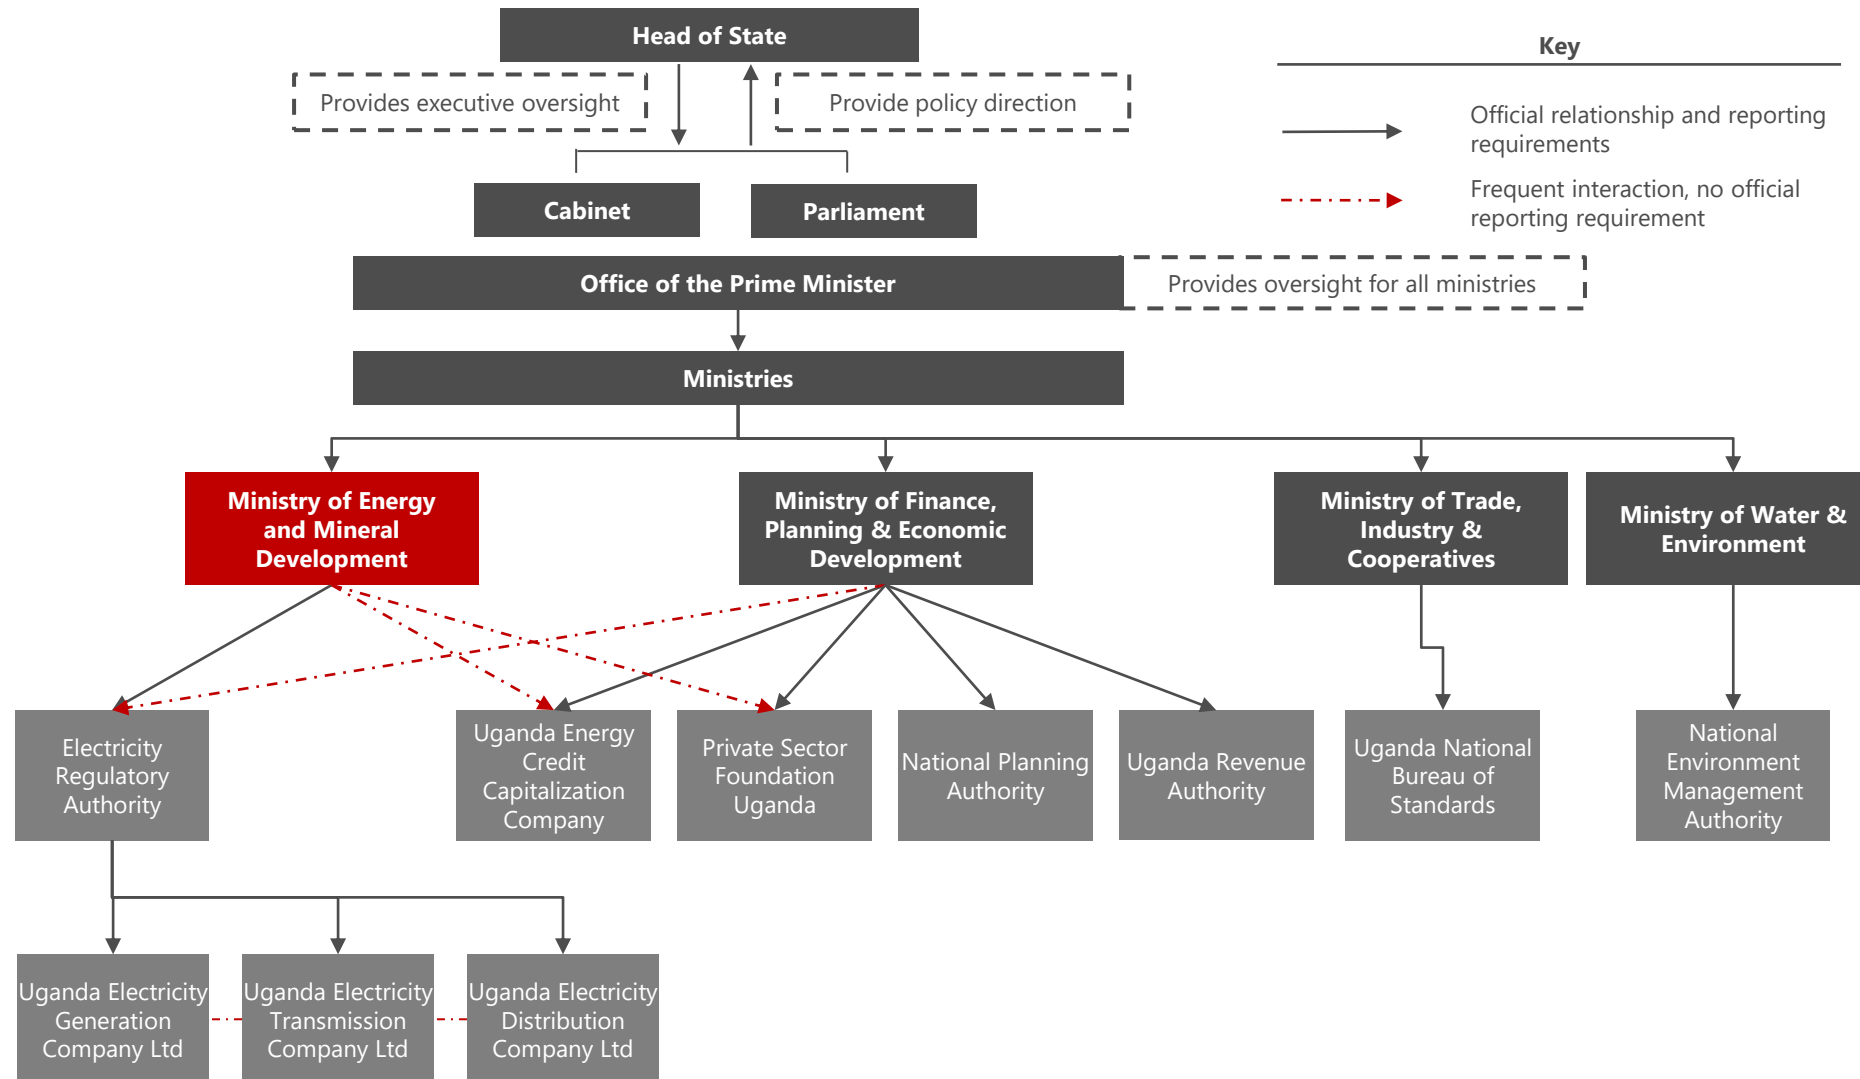 Head of State
Key
Provides executive oversight
Provide policy direction
Official relationship and reporting
requirements
Frequent interaction, no official
reporting requirement
Cabinet
Parliament
Office of the Prime Minister
Provides oversight for all ministries
Ministries
Ministry of Energy
and Mineral
Development
Ministry of Finance,
Planning & Economic
Development
Ministry of Trade,
Industry &
Cooperatives
Ministry of Water &
Environment
Electricity
Regulatory
Authority
Uganda Energy
Credit
Capitalization
Company
Private Sector
Foundation
Uganda
National Planning
Authority
Uganda Revenue
Authority
Uganda National
Bureau of
Standards
National
Environment
Management
Authority
Uganda Electricity
Generation
Company Ltd
Uganda Electricity
Transmission
Company Ltd
Uganda Electricity
Distribution
Company Ltd